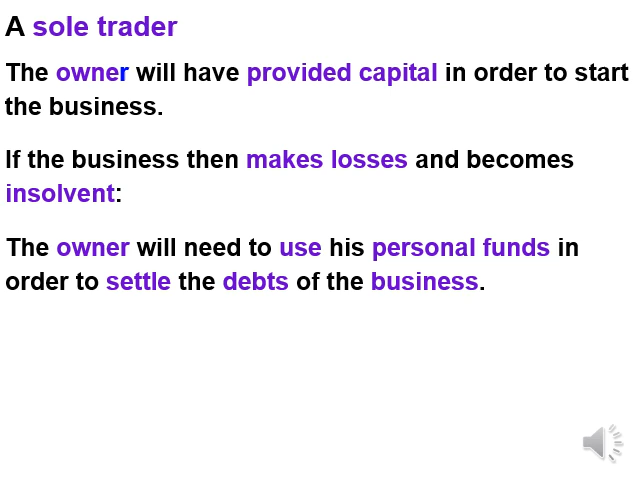 A sole trader
The owner will have provided capital in order to start
the business.
If the business then makes losses and becomes
insolvent:
The owner will need to use his personal funds in
order to settle the debts of the business.